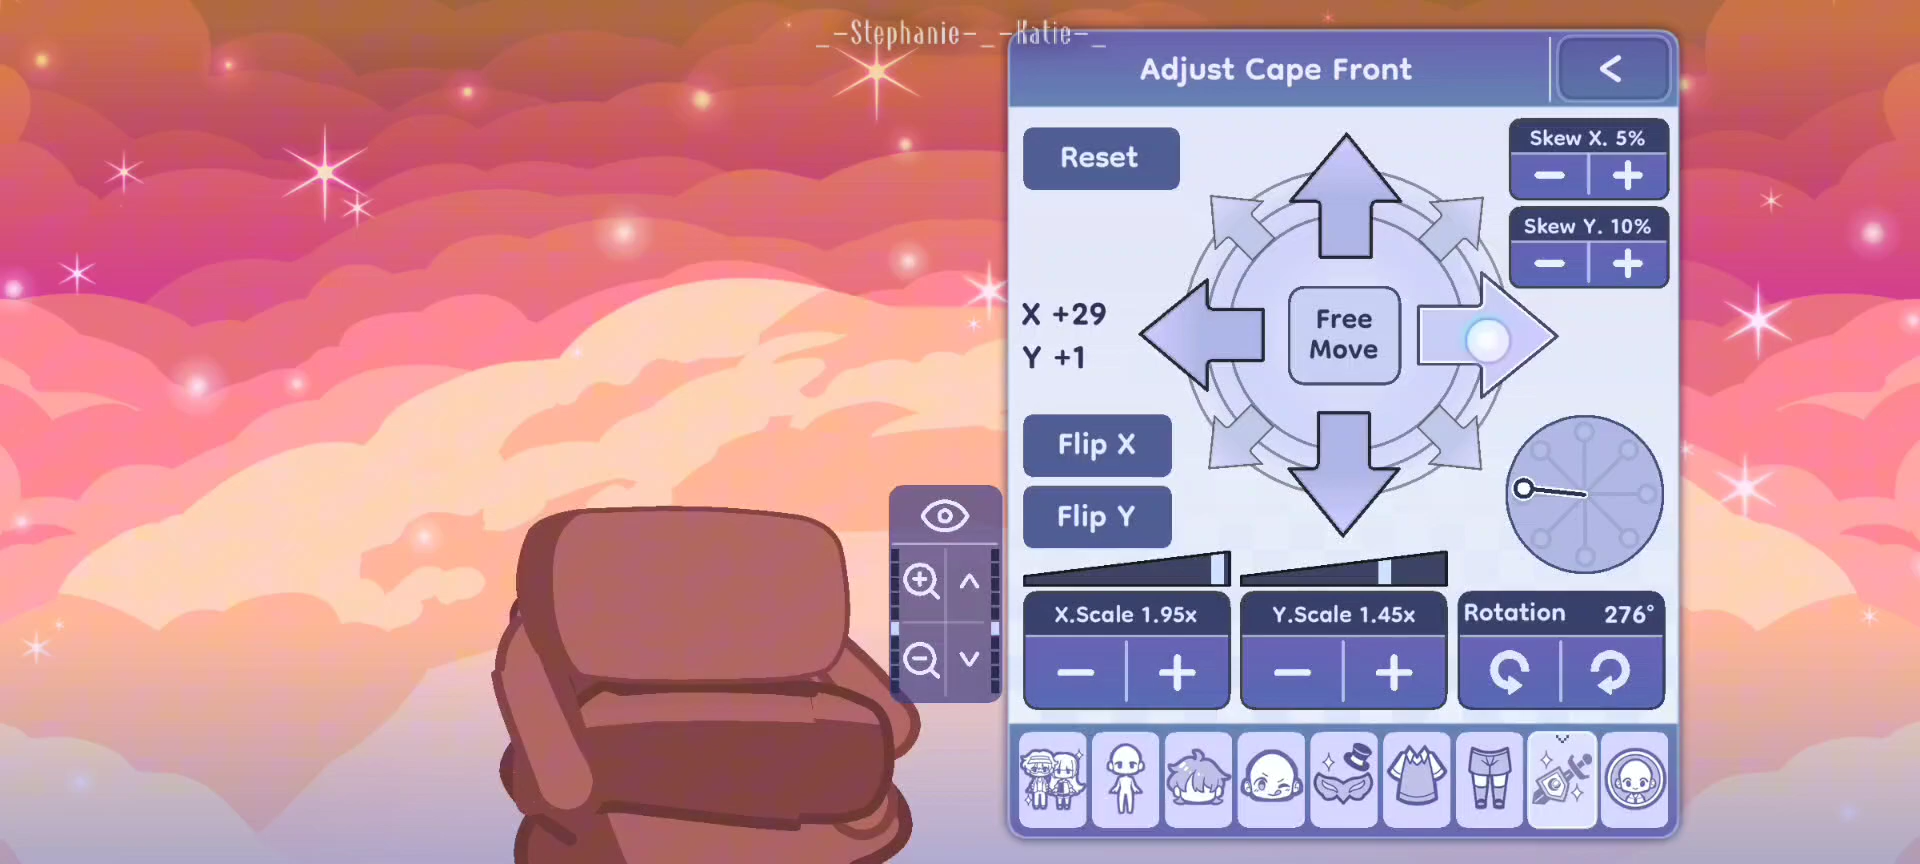 _-Stephanie-_-Katie-_
Adjust Cape Front
<
Reset
Skew X. 5%
Skew Y. 10%
X +29
Y +1
Free
Move
Flip X
Flip Y
X.Scale 1.95x
Y.Scale 1.45x
Rotation 276°